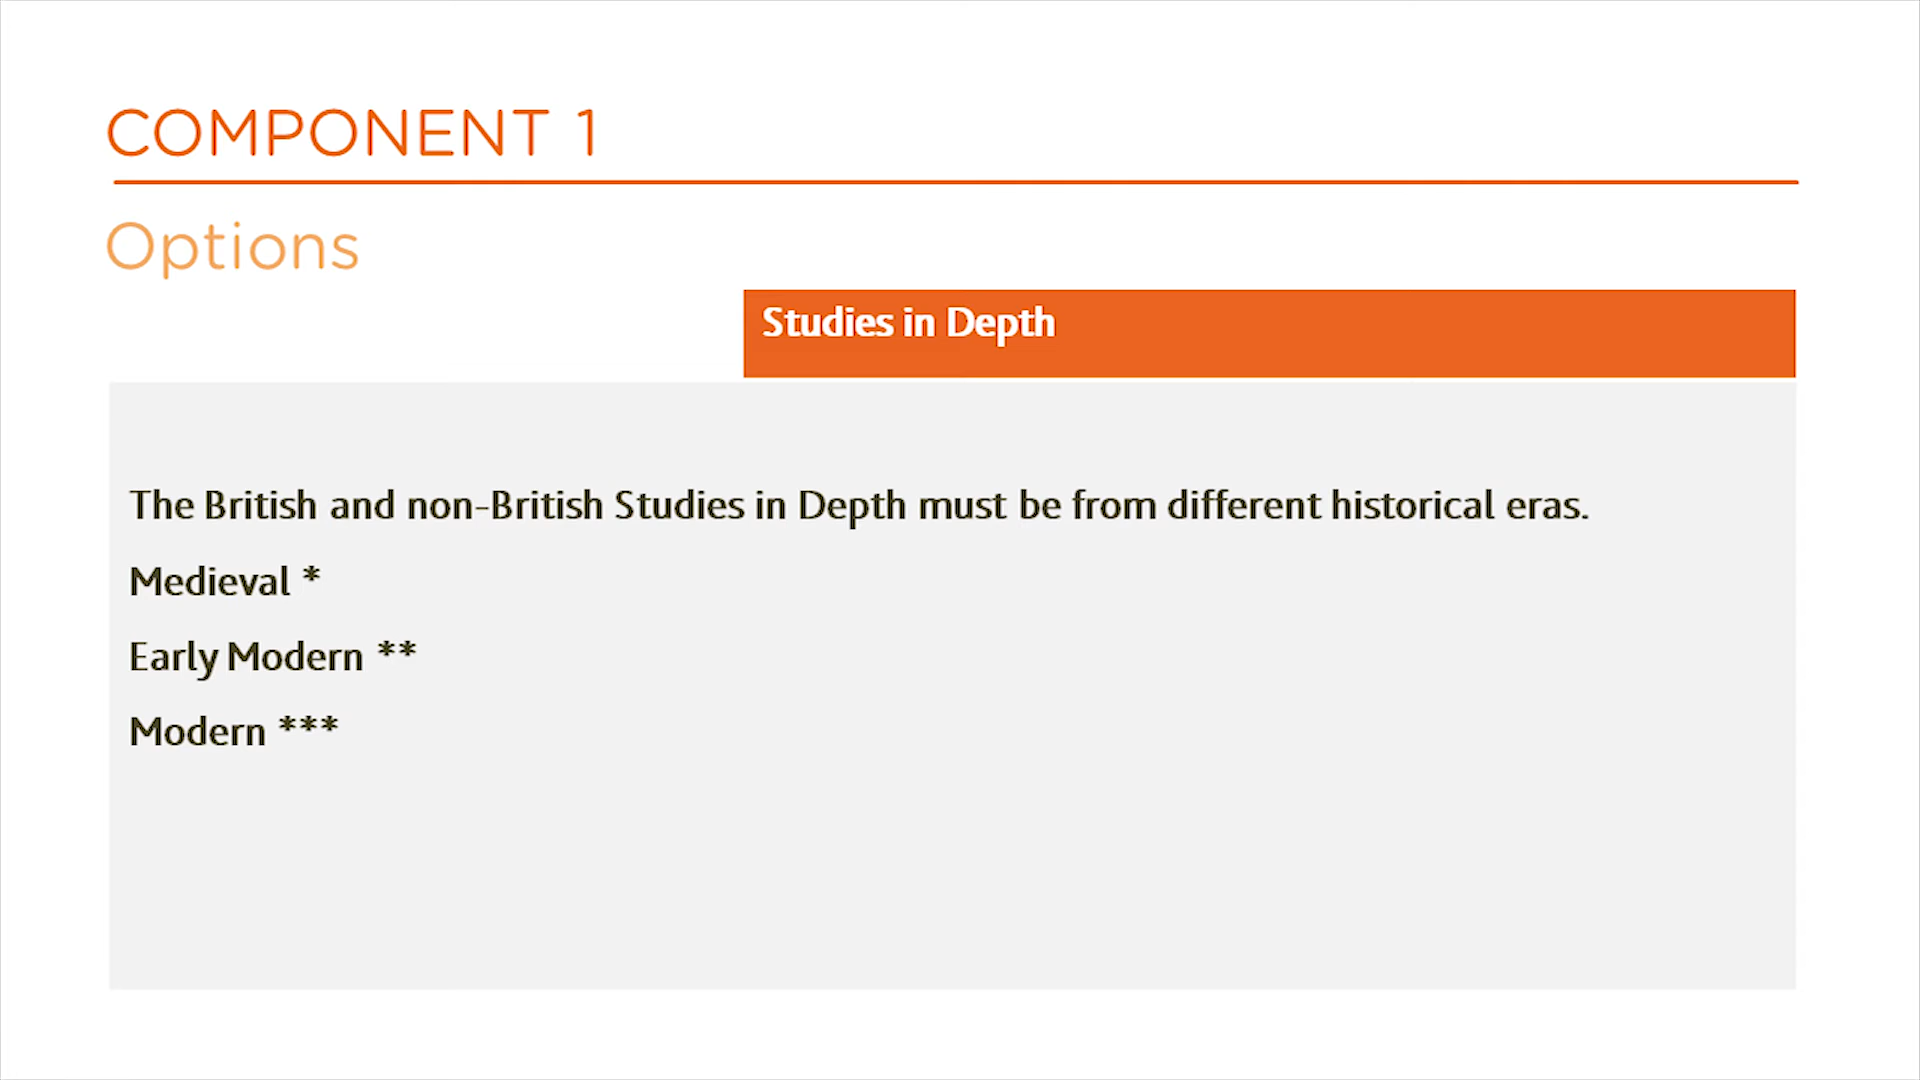 COMPONENT 1
Options
Studies in Depth
The British and non-British Studies in Depth must be from different historical eras.
Medieval *
Early Modern **
Modern ***